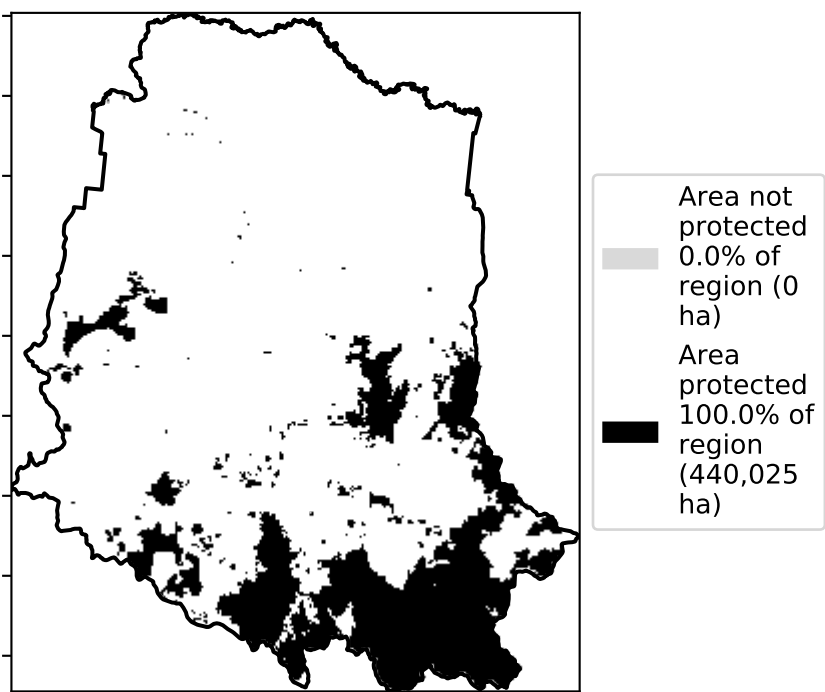 Area not
protected
0.0% of
region (0
ha)
Area
protected
100.0% of
region
(440,025
ha)